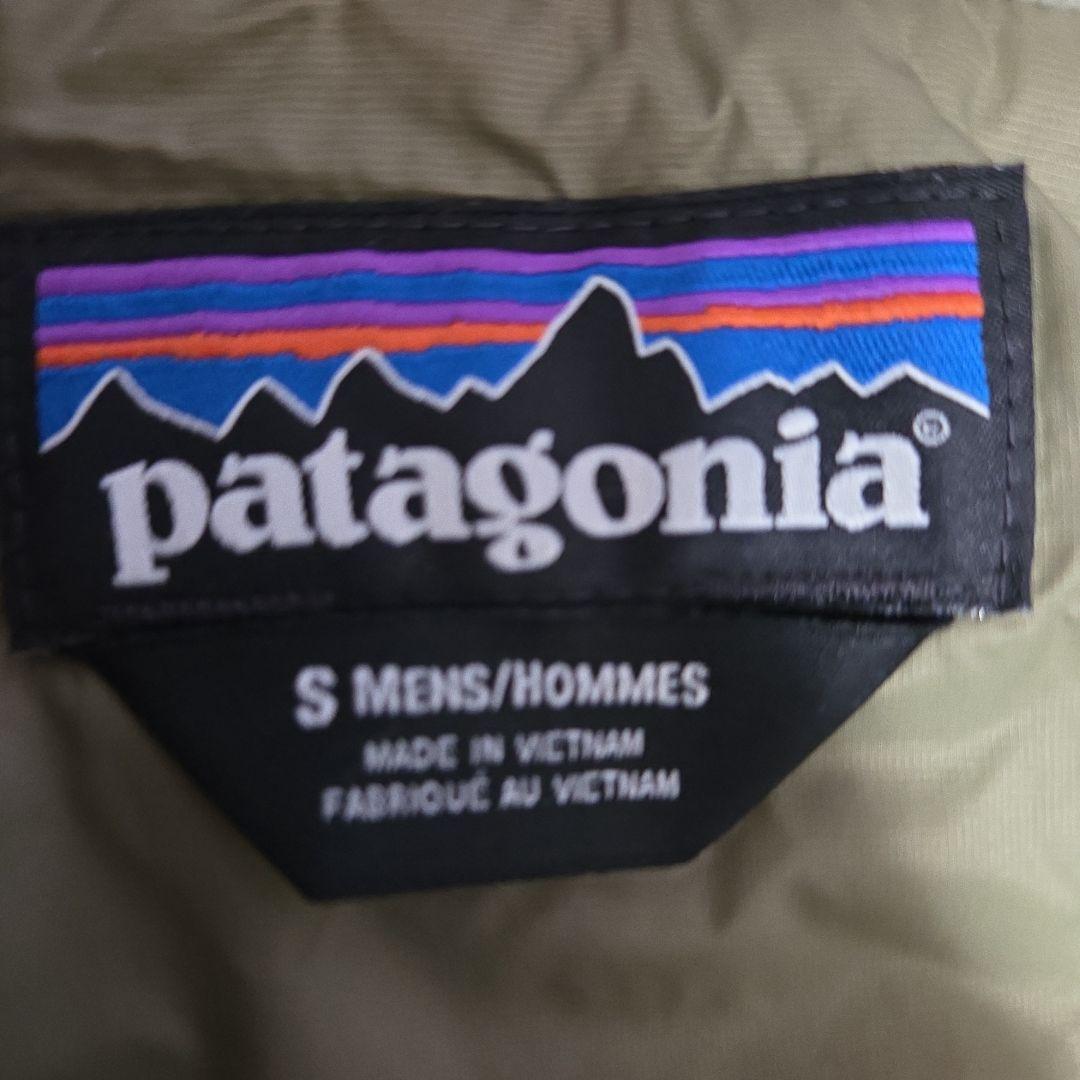 patagonia®
S MENS/HOMMES
MADE IN VIETNAM
FABRIQUÉ AU VIETNAM